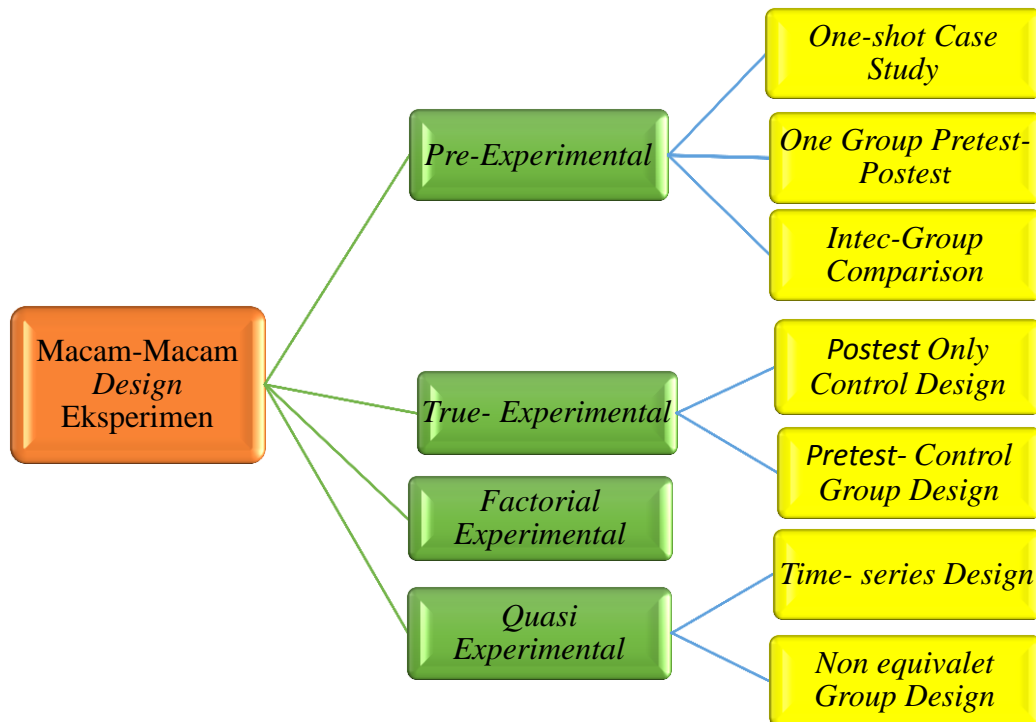 Macam-Macam
Design
Eksperimen
Pre-Experimental
One-shot Case
Study
One Group Pretest-
Postest
Intec-Group
Comparison
True- Experimental
Postest Only
Control Design
Pretest- Control
Group Design
Factorial
Experimental
Quasi
Experimental
Time- series Design
Non equivalet
Group Design